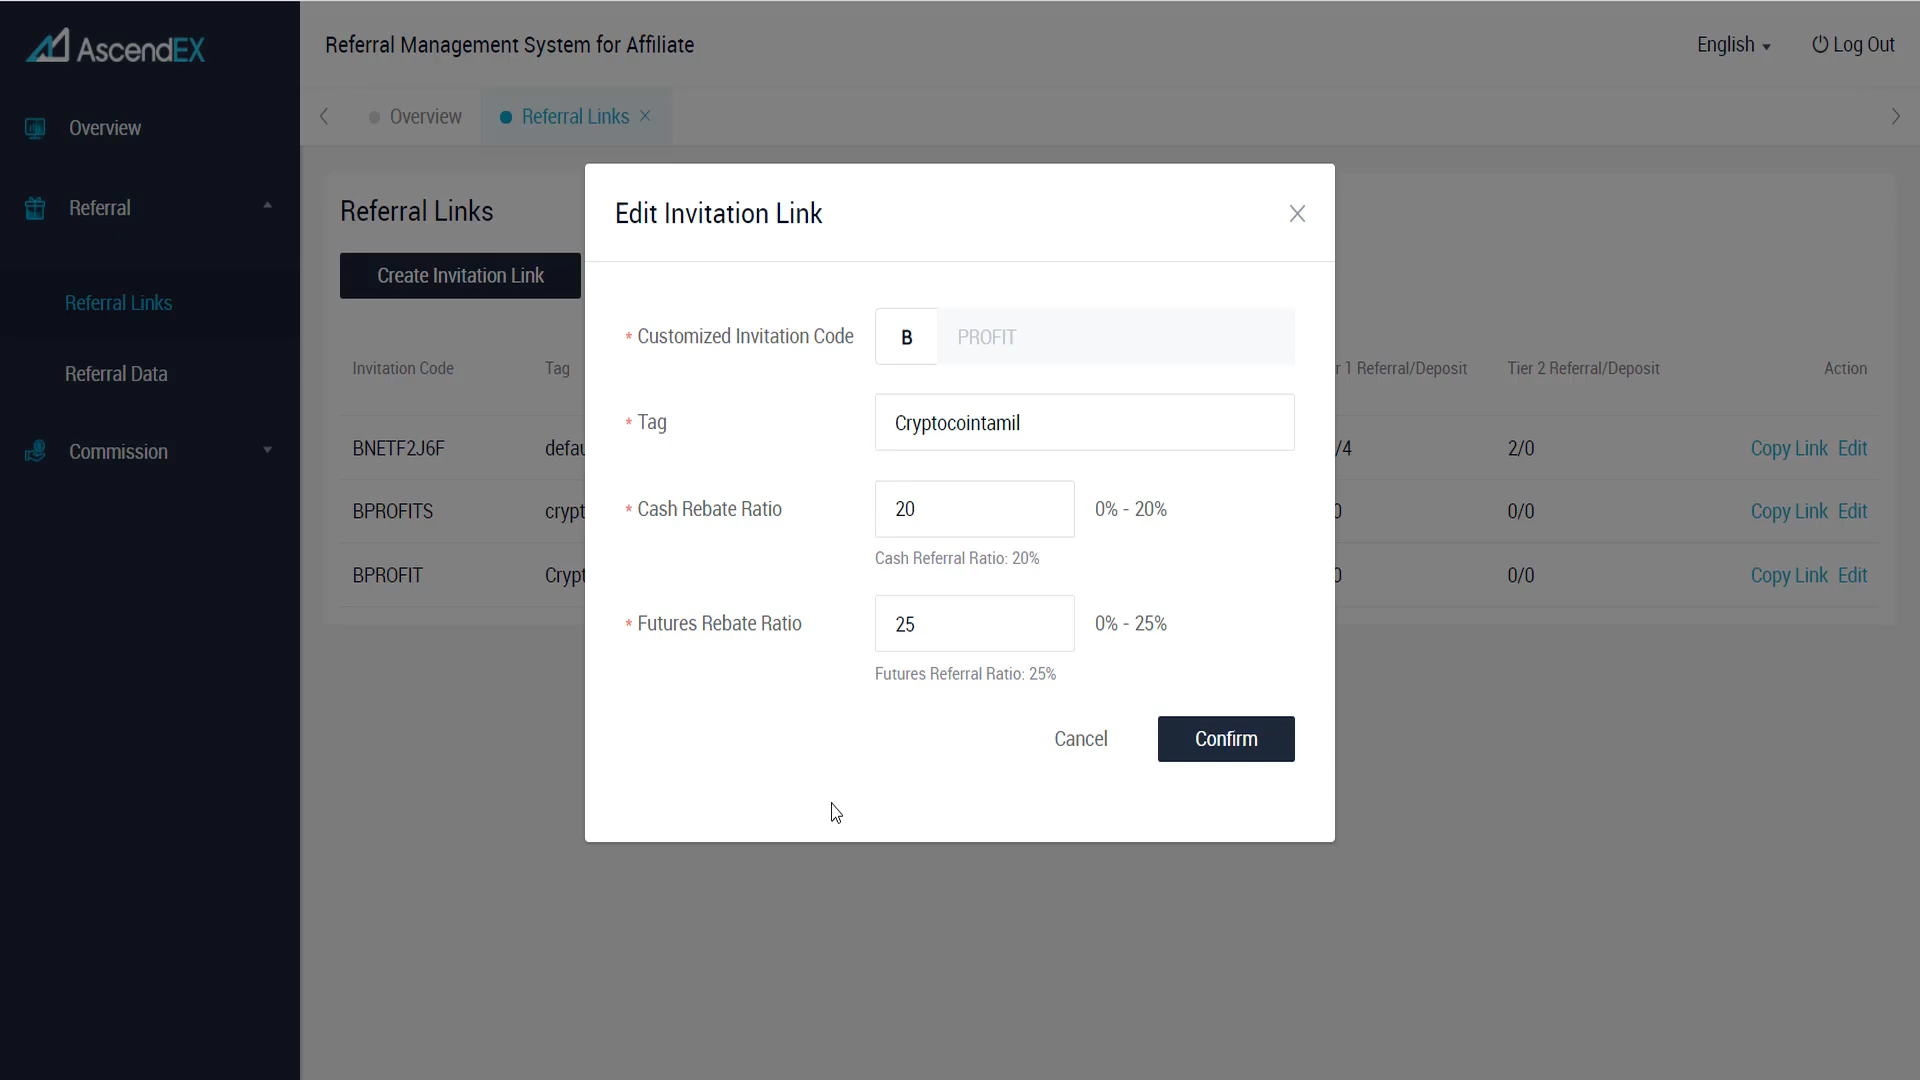 AscendEX
Referral Management System for Affiliate
English
Log Out
Overview
Referral
Referral Links
Referral Data
Commission
Overview
Referral Links
Referral Links
Create Invitation Link
Invitation Code Tag 1 Referral/Deposit Tier 2 Referral/Deposit Action
BNETF2J6F /4 2/0 Copy Link Edit
BPROFITS 0/0 Copy Link Edit
BPROFIT 0/0 Copy Link Edit
Edit Invitation Link
* Customized Invitation Code B PROFIT
* Tag Cryptocointamil
* Cash Rebate Ratio 20 0% - 20%
Cash Referral Ratio: 20%
* Futures Rebate Ratio 25 0% - 25%
Futures Referral Ratio: 25%
Cancel Confirm